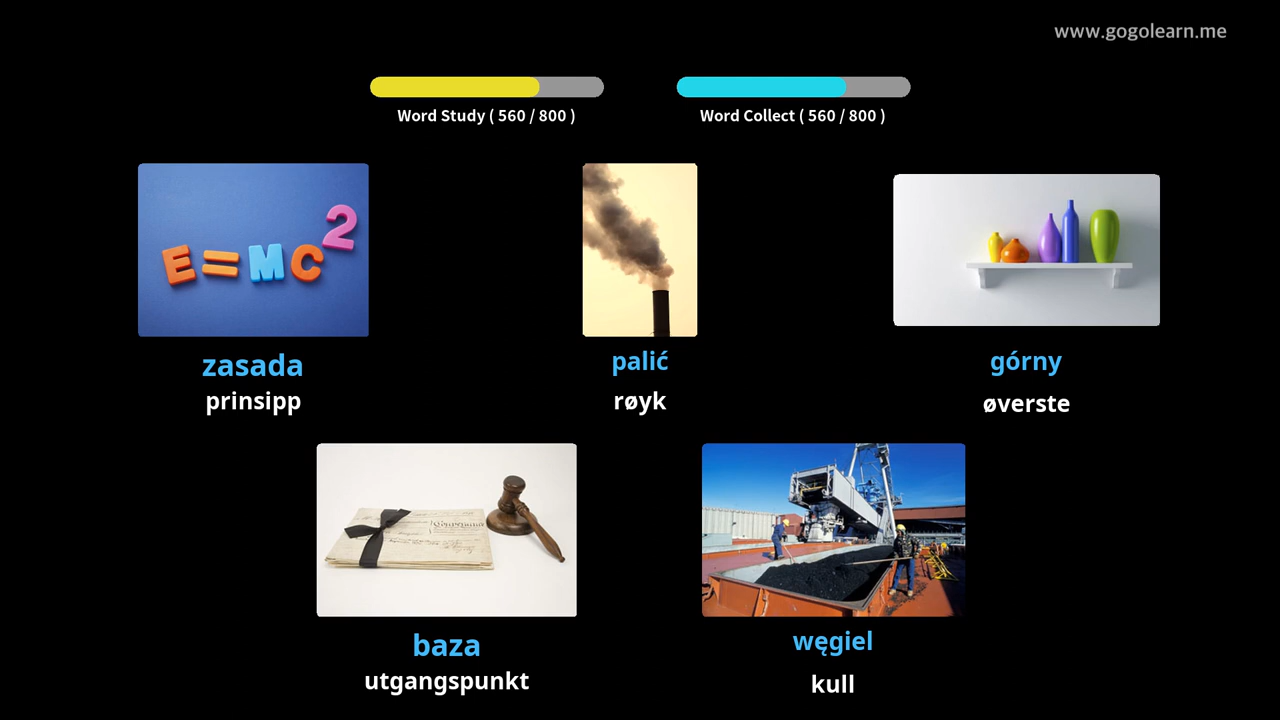 www.gogolearn.me
Word Study ( 560 / 800 )
Word Collect ( 560 / 800 )
E=MC2
zasada
prinsipp
palić
røyk
górny
øverste
baza
utgangspunkt
węgiel
kull